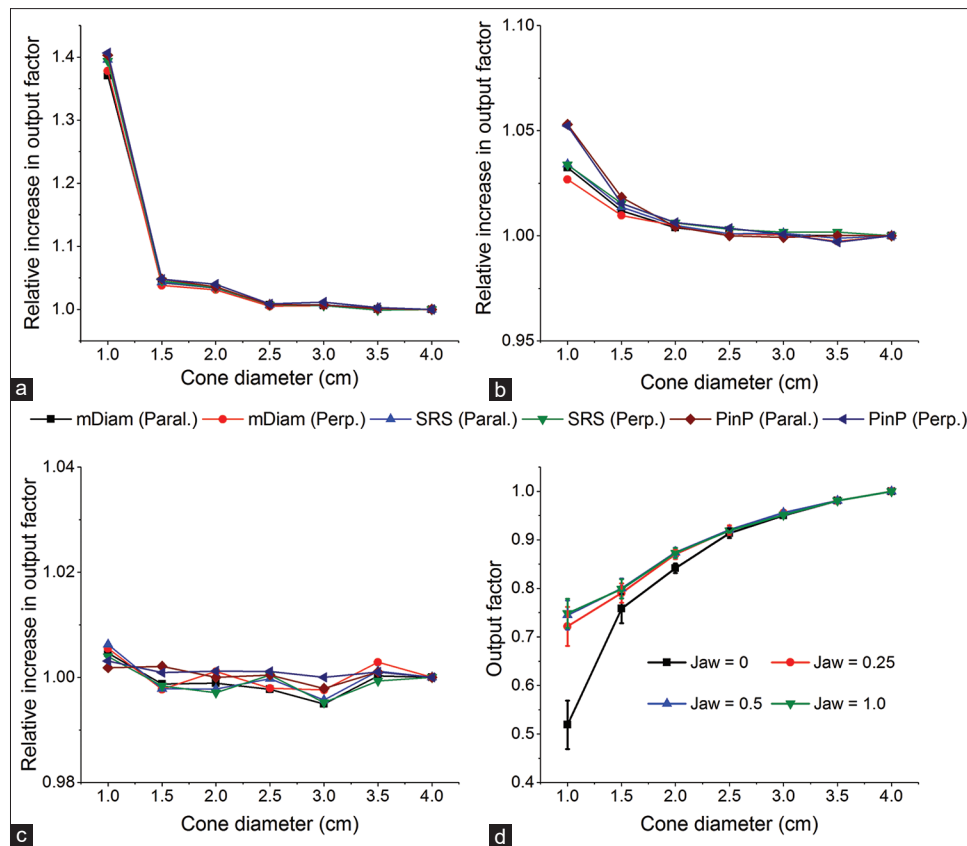 Relative increase in output factor
1.4
1.3
1.2
1.1
1.0
1.0 1.5 2.0 2.5 3.0 3.5 4.0
Cone diameter (cm)
a
Relative increase in output factor
1.10
1.05
1.00
0.95
1.0 1.5 2.0 2.5 3.0 3.5 4.0
Cone diameter (cm)
b
mDiam (Paral.) mDiam (Perp.) SRS (Paral.) SRS (Perp.) PinP (Paral.) PinP (Perp.)
Relative increase in output factor
1.04
1.02
1.00
0.98
1.0 1.5 2.0 2.5 3.0 3.5 4.0
Cone diameter (cm)
c
Output factor
1.0
0.9
0.8
0.7
0.6
0.5
0.4
Jaw = 0 Jaw = 0.25
Jaw = 0.5 Jaw = 1.0
1.0 1.5 2.0 2.5 3.0 3.5 4.0
Cone diameter (cm)
d